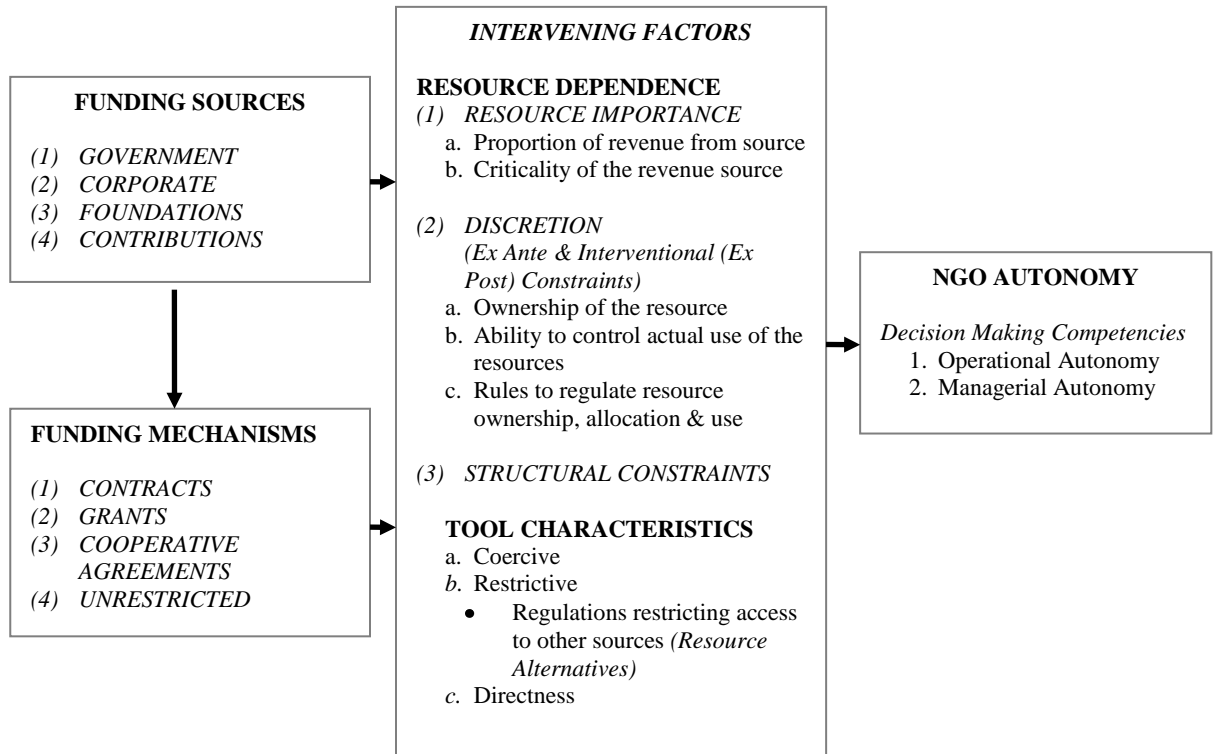 FUNDING SOURCES
(1) GOVERNMENT
(2) CORPORATE
(3) FOUNDATIONS
(4) CONTRIBUTIONS
FUNDING MECHANISMS
(1) CONTRACTS
(2) GRANTS
(3) COOPERATIVE
AGREEMENTS
(4) UNRESTRICTED
INTERVENING FACTORS
RESOURCE DEPENDENCE
(1) RESOURCE IMPORTANCE
a. Proportion of revenue from source
b. Criticality of the revenue source
(2) DISCRETION
(Ex Ante & Interventional (Ex
Post) Constraints)
a. Ownership of the resource
b. Ability to control actual use of the
resources
c. Rules to regulate resource
ownership, allocation & use
(3) STRUCTURAL CONSTRAINTS
TOOL CHARACTERISTICS
a. Coercive
b. Restrictive
• Regulations restricting access
to other sources (Resource
Alternatives)
c. Directness
NGO AUTONOMY
Decision Making Competencies
1. Operational Autonomy
2. Managerial Autonomy